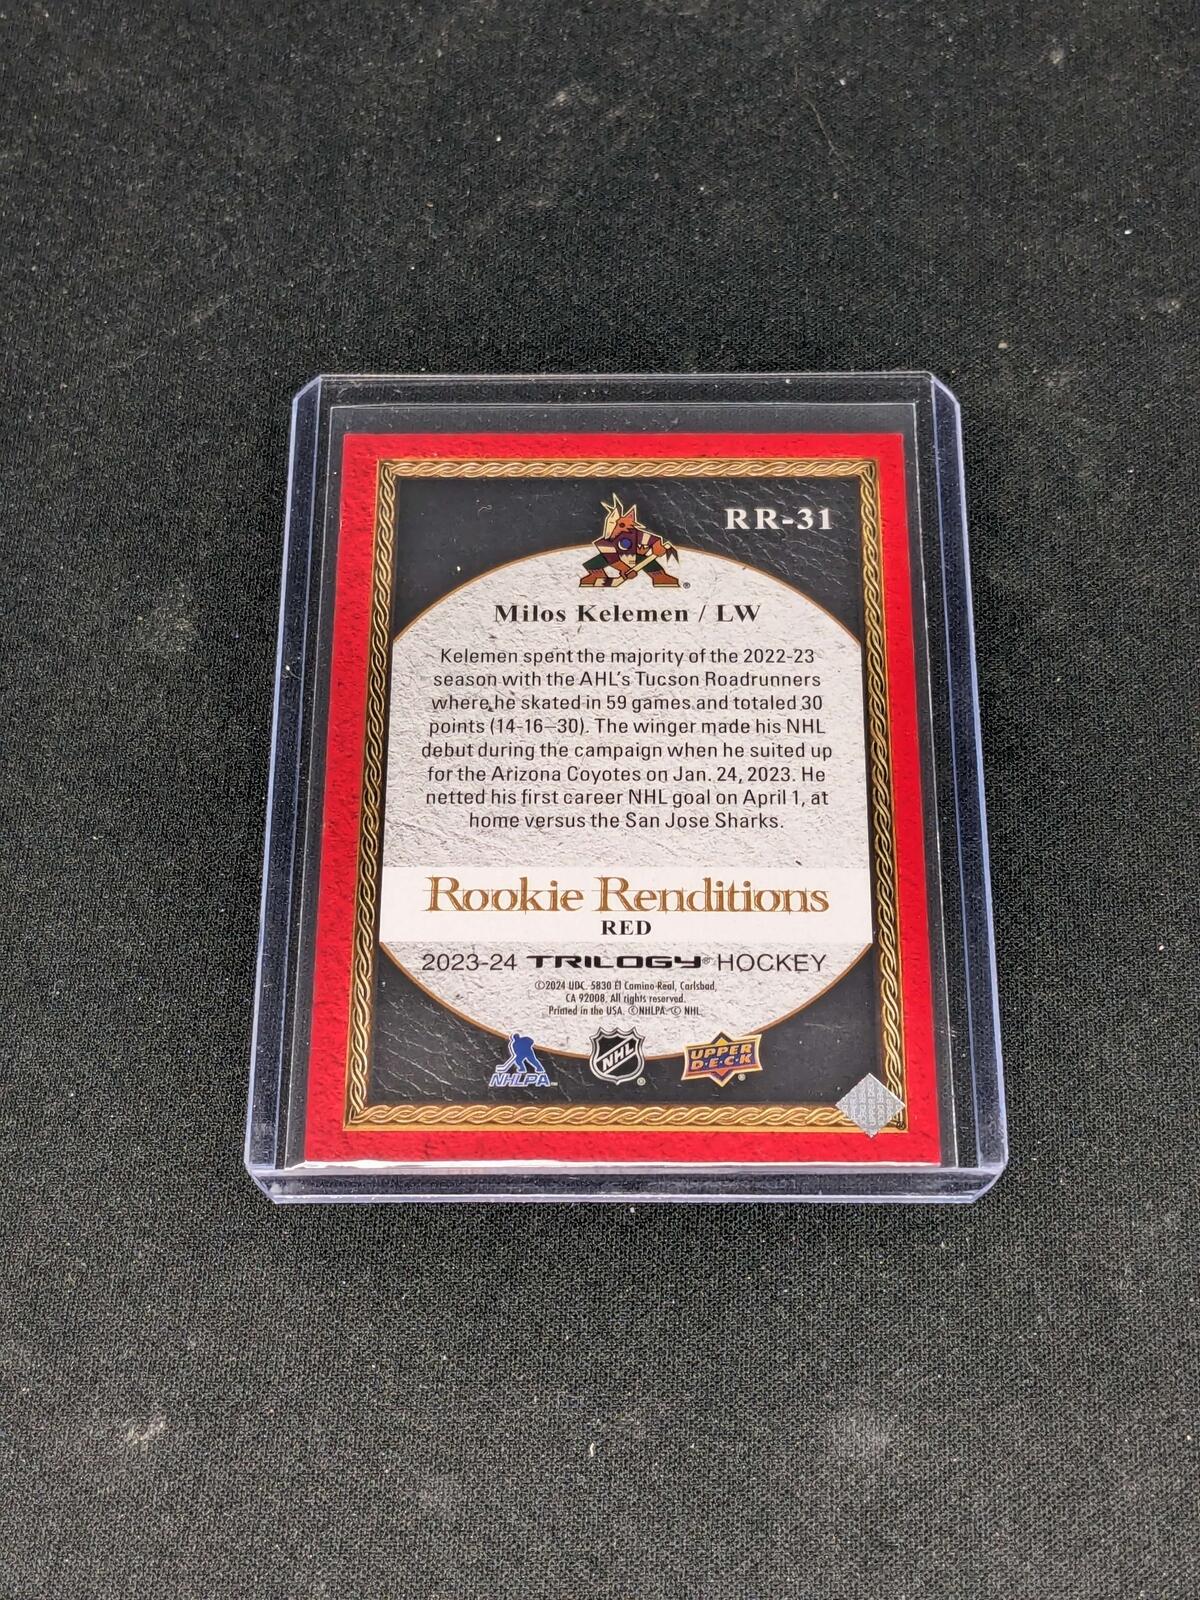 RR-31
Milos Kelemen / LW
Kelemen spent the majority of the 2022-23
season with the AHL's Tucson Roadrunners
where he skated in 59 games and totaled 30
points (14-16–30). The winger made his NHL
debut during the campaign when he suited up
for the Arizona Coyotes on Jan. 24, 2023. He
netted his first career NHL goal on April 1, at
home versus the San Jose Sharks.
Rookie Renditions
RED
2023-24 TRILOGY® HOCKEY
©2024 UDC. 5830 El Camino Real, Carlsbad,
CA 92008. All rights reserved.
Printed in the USA. ©NHLPA. © NHL.
NHLPA™ NHL® UPPER
D·E·C·K®